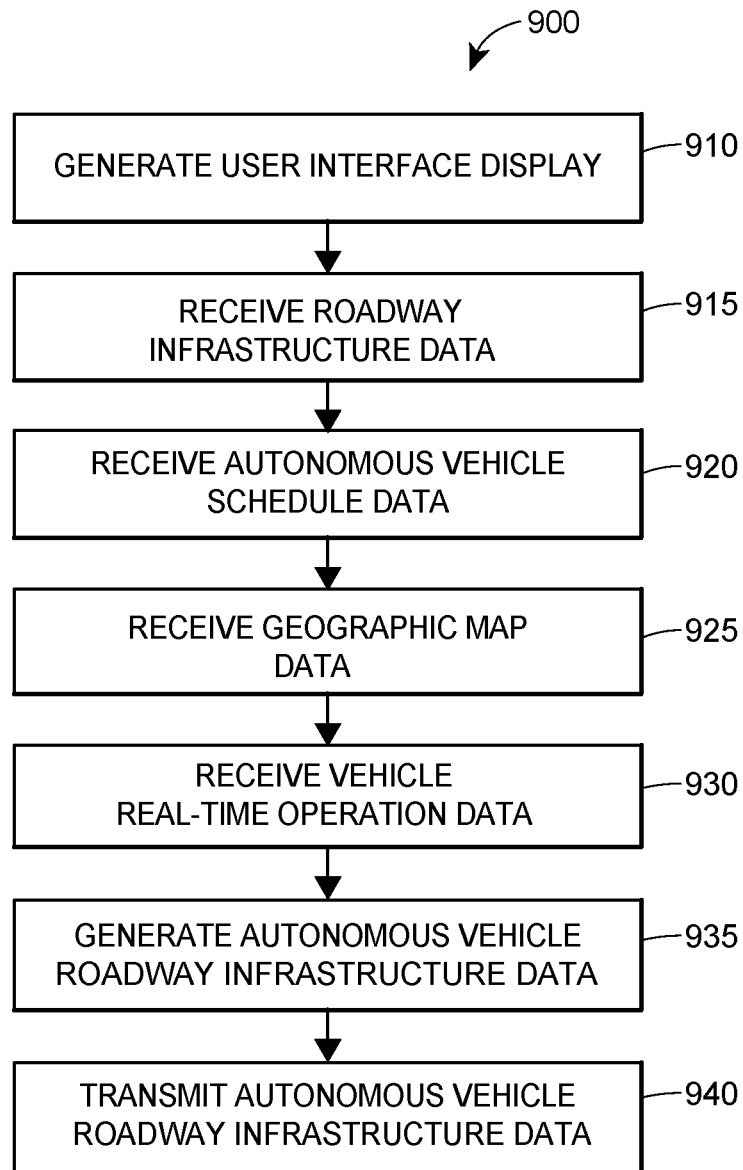 900
GENERATE USER INTERFACE DISPLAY
910
RECEIVE ROADWAY
INFRASTRUCTURE DATA
915
RECEIVE AUTONOMOUS VEHICLE
SCHEDULE DATA
920
RECEIVE GEOGRAPHIC MAP
DATA
925
RECEIVE VEHICLE
REAL-TIME OPERATION DATA
930
GENERATE AUTONOMOUS VEHICLE
ROADWAY INFRASTRUCTURE DATA
935
TRANSMIT AUTONOMOUS VEHICLE
ROADWAY INFRASTRUCTURE DATA
940